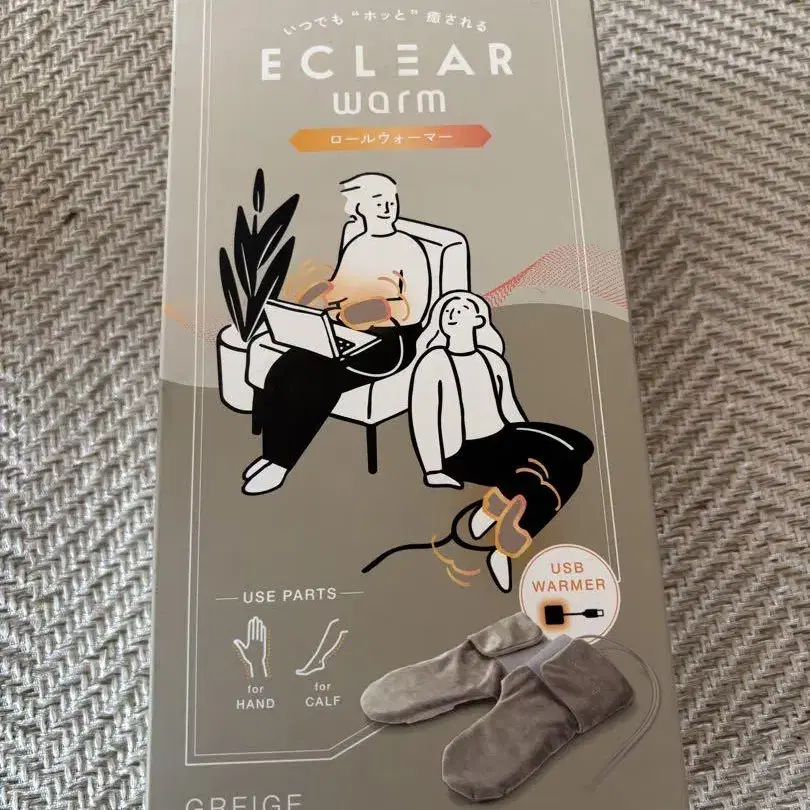 いつでも“ホッと”癒される
ECLEAR
warm
ロールウォーマー
USB
WARMER
USE PARTS
for
HAND
for
CALF
GREIGE